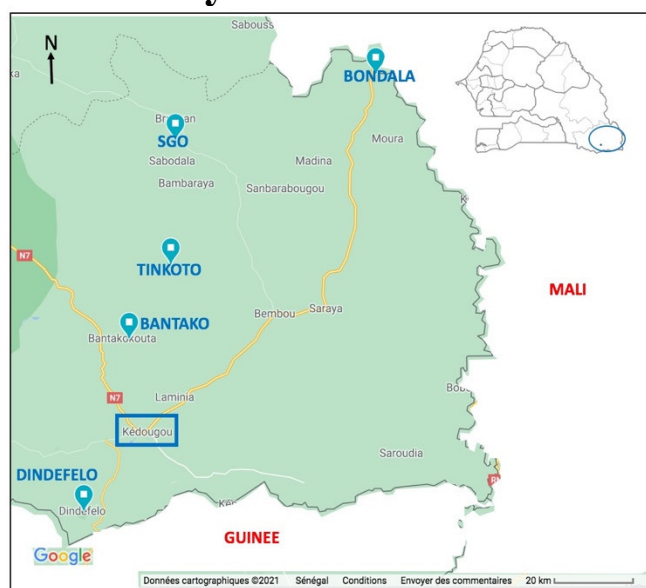 N
Sabouss
BONDALA
SGO
Sabodala
Moura
Madina
Bambaraya
Sanbarabougou
N7
TINKOTO
MALI
BANTAKO
Bembou
Saraya
Bantakokouta
N7
Laminia
Kédougou
Saroudia
DINDEFELO
Dindefelo
GUINEE
Google
Données cartographiques ©2021 Sénégal Conditions Envoyer des commentaires 20 km